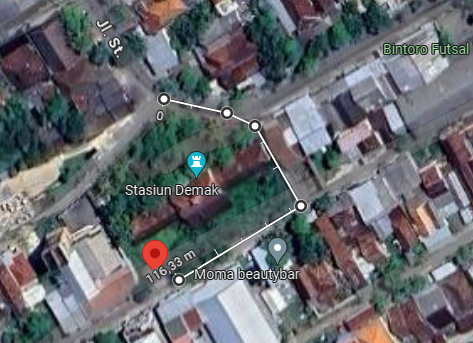 Jl. St.
Bintoro Futsal
0
Stasiun Demak
116,33 m
Moma beautybar